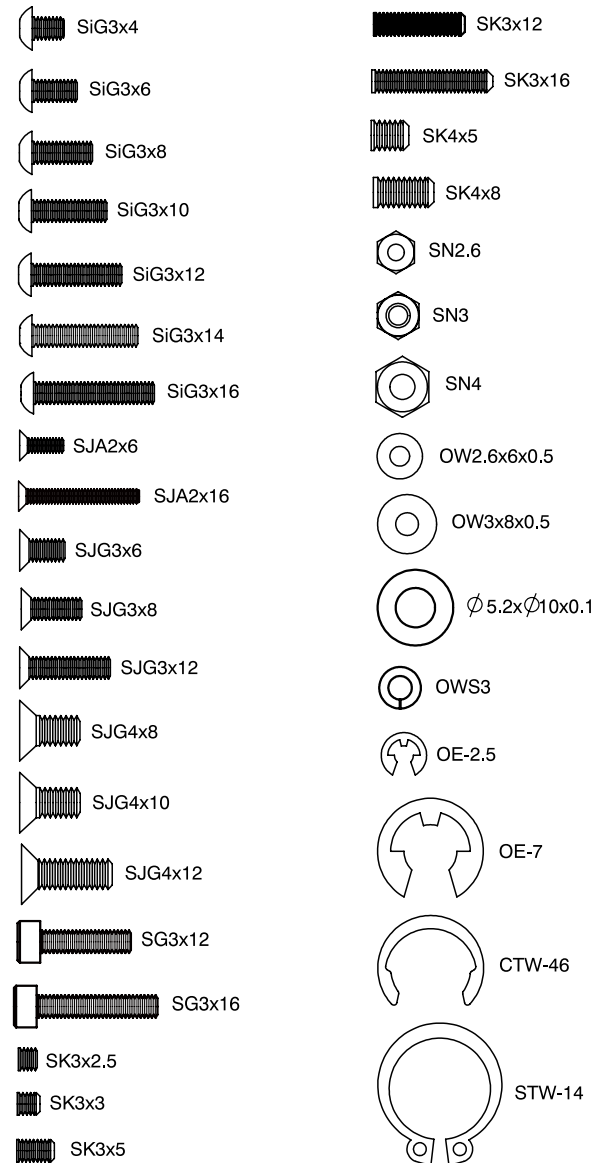 SiG3x4
SiG3x6
SiG3x8
SiG3x10
SiG3x12
SiG3x14
SiG3x16
SJA2x6
SJA2x16
SJG3x6
SJG3x8
SJG3x12
SJG4x8
SJG4x10
SJG4x12
SG3x12
SG3x16
SK3x2.5
SK3x3
SK3x5
SK3x12
SK3x16
SK4x5
SK4x8
SN2.6
SN3
SN4
OW2.6x6x0.5
OW3x8x0.5
∅5.2x∅10x0.1
OWS3
OE-2.5
OE-7
CTW-46
STW-14